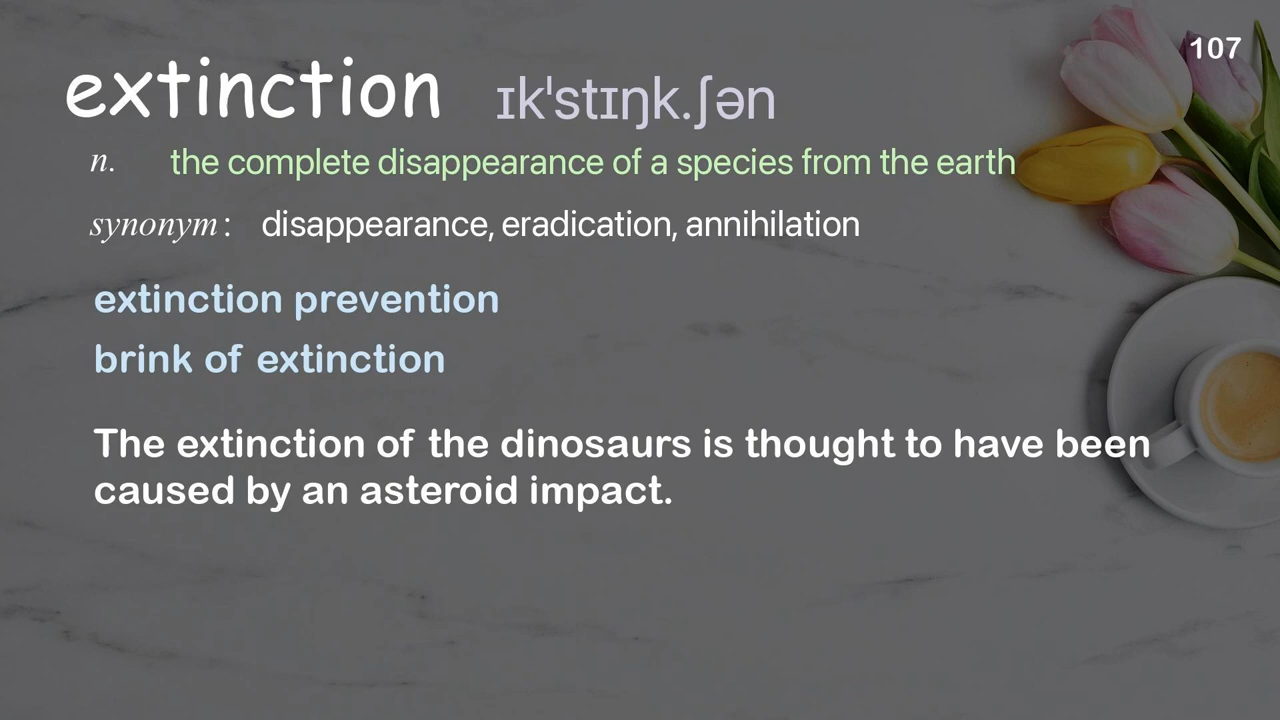 107
extinction ɪkˈstɪŋk.ʃən
n. the complete disappearance of a species from the earth
synonym: disappearance, eradication, annihilation
extinction prevention
brink of extinction
The extinction of the dinosaurs is thought to have been
caused by an asteroid impact.